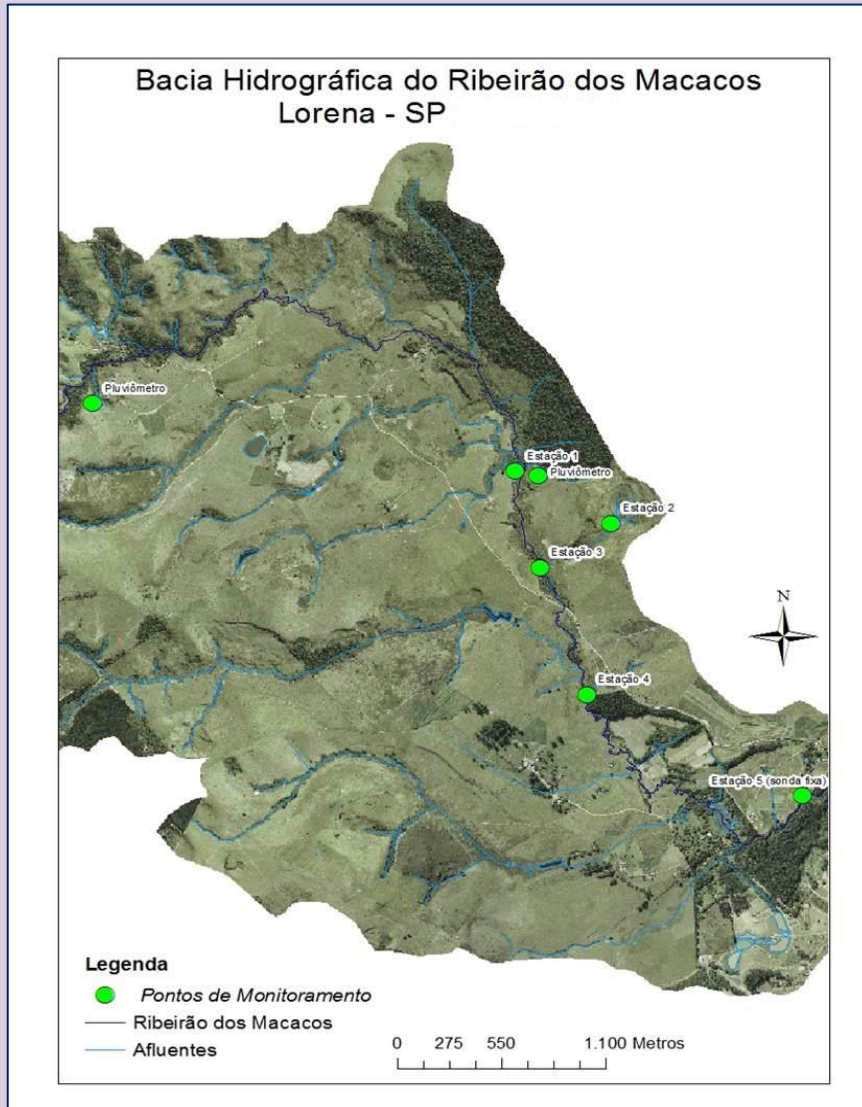 Bacia Hidrográfica do Ribeirão dos Macacos
Lorena - SP
Pluviômetro
Estação 1
Pluviômetro
Estação 2
Estação 3
N
Estação 4
Estação 5 (sonda fixa)
Legenda
Pontos de Monitoramento
Ribeirão dos Macacos
Afluentes
0 275 550 1.100 Metros